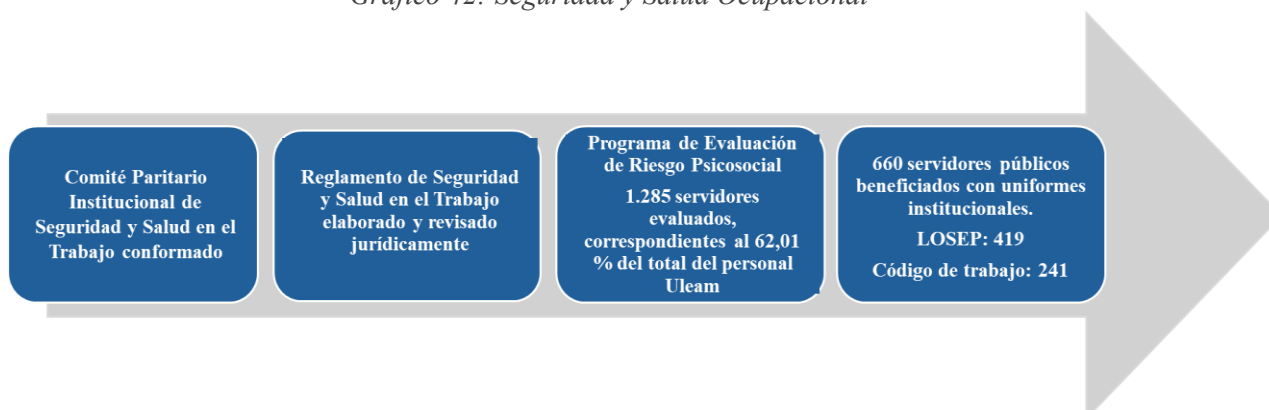 Gráfico 42: Seguridad y Salud Ocupacional
Comité Paritario
Institucional de
Seguridad y Salud en el
Trabajo conformado
Reglamento de Seguridad
y Salud en el Trabajo
elaborado y revisado
jurídicamente
Programa de Evaluación
de Riesgo Psicosocial
1.285 servidores
evaluados,
correspondientes al 62,01
% del total del personal
Uleam
660 servidores públicos
beneficiados con uniformes
institucionales.
LOSEP: 419
Código de trabajo: 241